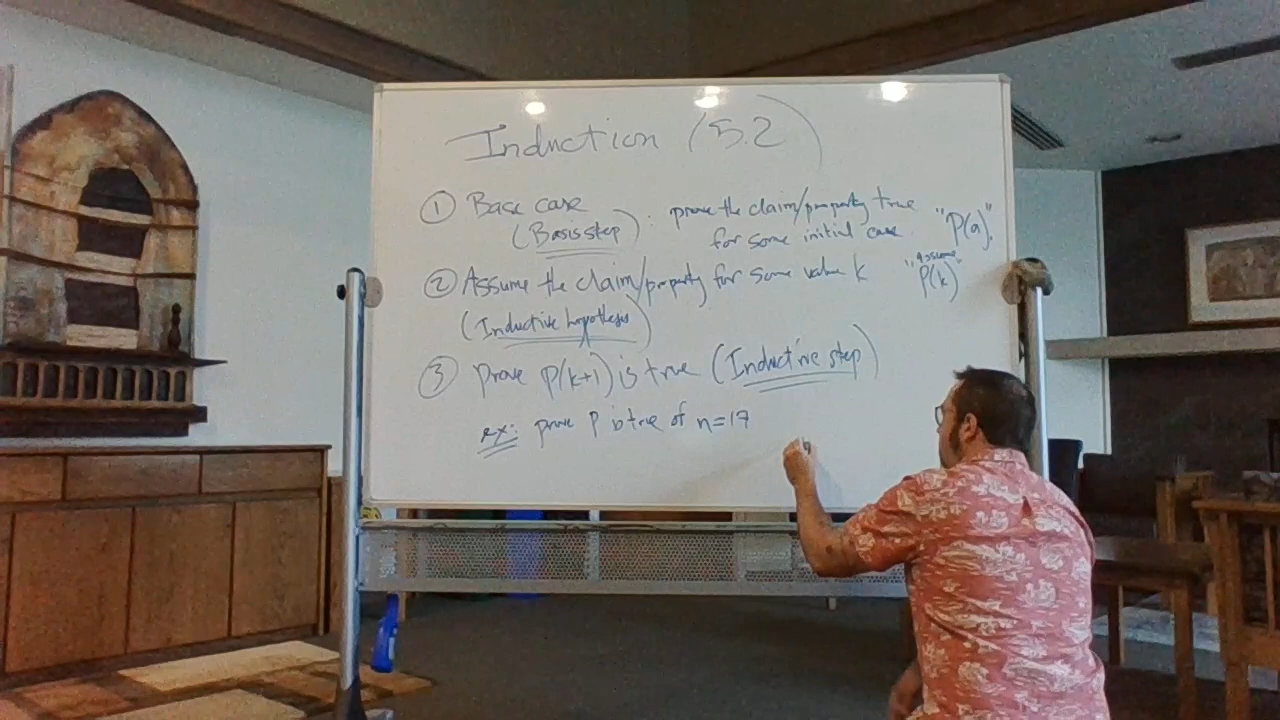 Induction (5.2)
① Base case : prove the claim/property true "P(a)"
(Basis step) for some initial case.
② Assume the claim/property for some value k "Assume P(k)"
(Inductive hypothesis)
③ Prove P(k+1) is true (Inductive step)
ex: prove P is true of n=17